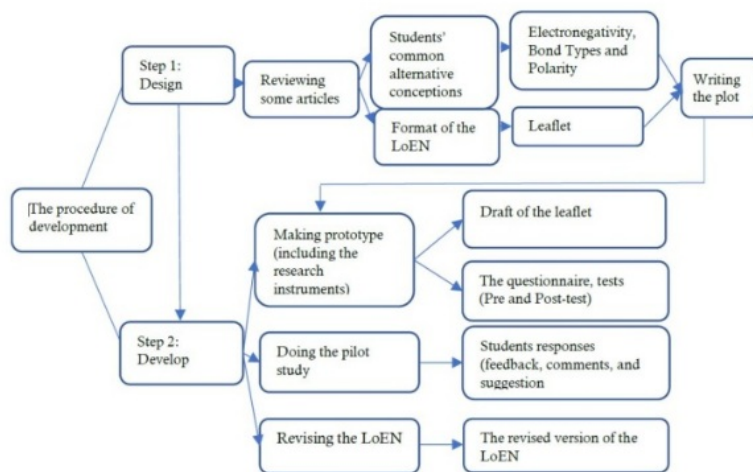 Step 1:
Design
Reviewing
some articles
Students'
common
alternative
conceptions
Electronegativity,
Bond Types and
Polarity
Writing
the plot
Format of the
LoEN
Leaflet
The procedure of
development
Making prototype
(including the
research
instruments)
Draft of the leaflet
The questionnaire, tests
(Pre and Post-test)
Step 2:
Develop
Doing the pilot
study
Students responses
(feedback, comments, and
suggestion
Revising the LoEN
The revised version of the
LoEN